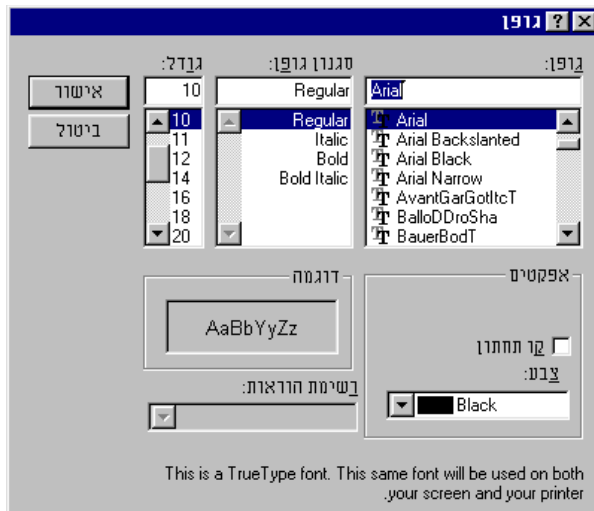 גופן
גופן:
סגנון גופן:
גודל:
Arial
Regular
10
אישור
ביטול
Arial
Arial Backslanted
Arial Black
Arial Narrow
AvantGarGotItcT
BalloDDroSha
BauerBodT
Regular
Italic
Bold
Bold Italic
10
11
12
14
16
18
20
אפקטים
קו תחתון
צבע:
Black
דוגמה
AaBbYyZz
רשימת הוראות:
This is a TrueType font. This same font will be used on both
.your screen and your printer